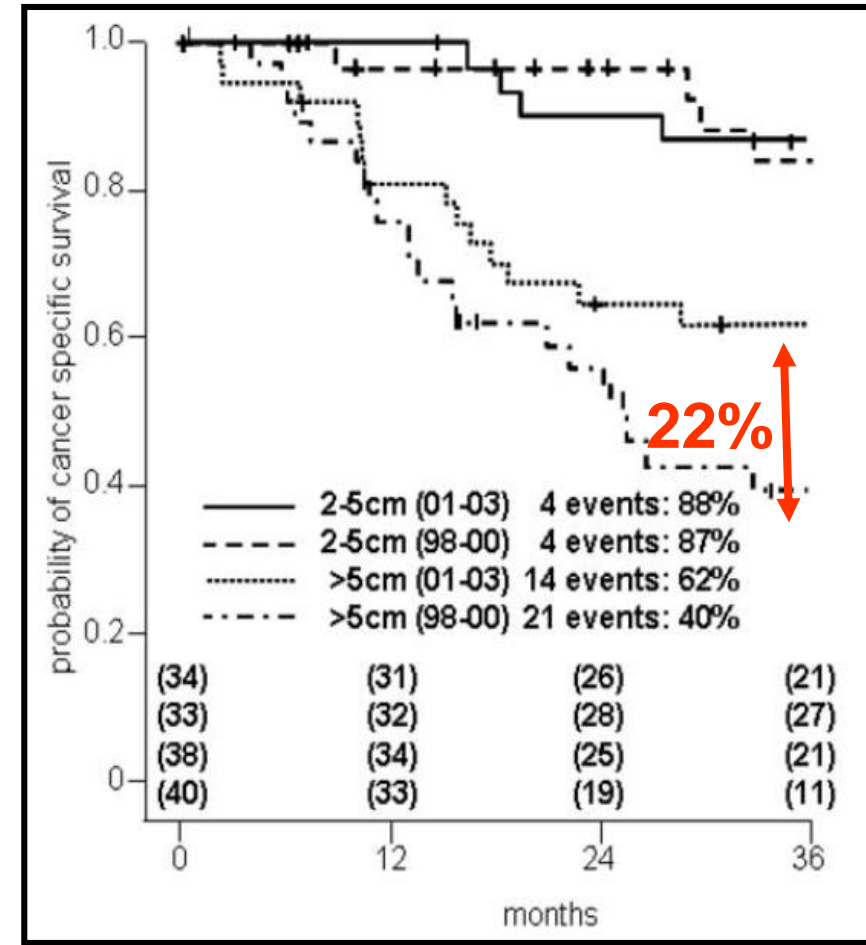 probability of cancer specific survival
1.0
0.8
0.6
0.4
0.2
0
22%
2-5cm (01-03) 4 events: 88%
2-5cm (98-00) 4 events: 87%
>5cm (01-03) 14 events: 62%
>5cm (98-00) 21 events: 40%
(34) (31) (26) (21)
(33) (32) (28) (27)
(38) (34) (25) (21)
(40) (33) (19) (11)
0 12 24 36
months